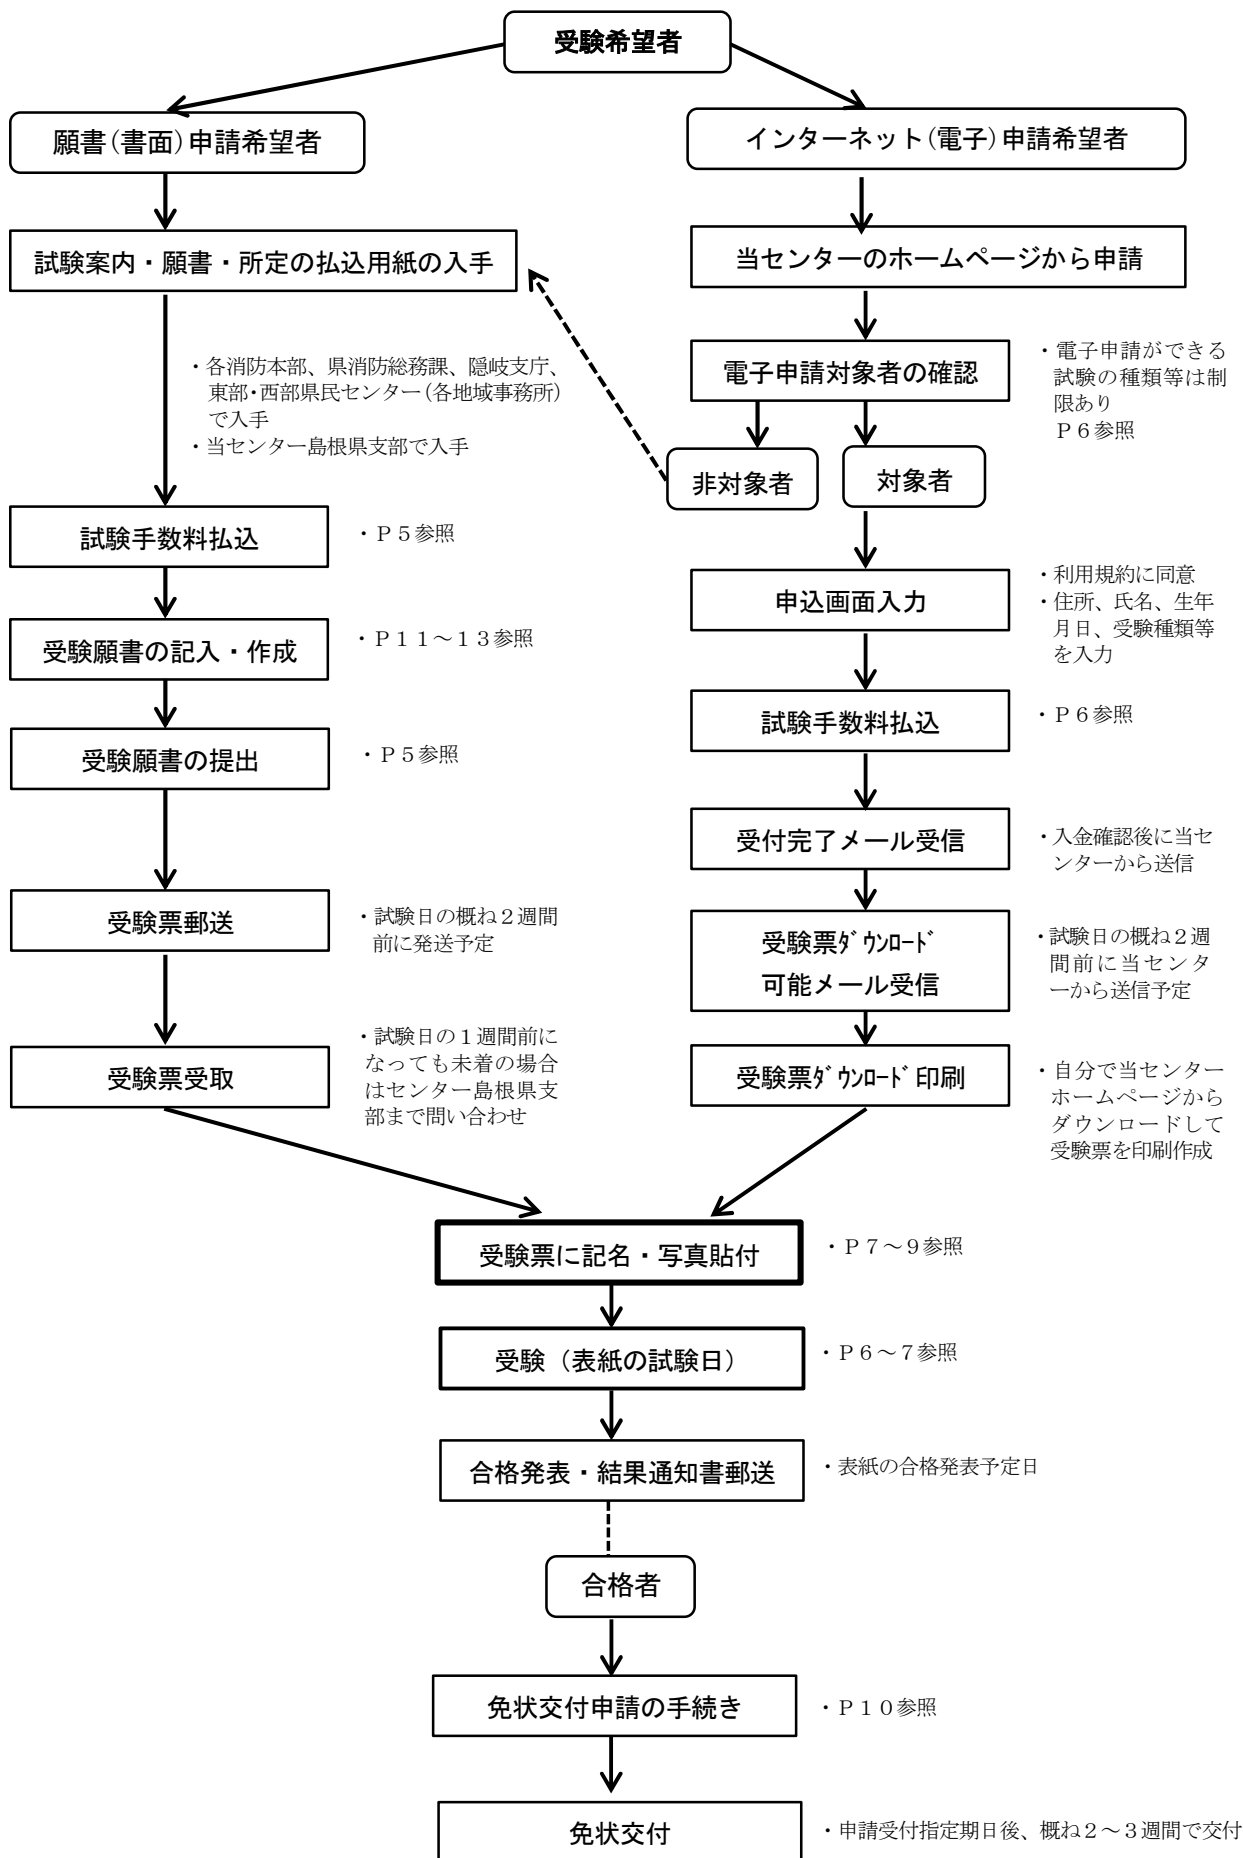 受験希望者
願書(書面)申請希望者
インターネット(電子)申請希望者
試験案内・願書・所定の払込用紙の入手
当センターのホームページから申請
・各消防本部、県消防総務課、隠岐支庁、
東部・西部県民センター(各地域事務所)
で入手
・当センター島根県支部で入手
電子申請対象者の確認
・電子申請ができる
試験の種類等は制
限あり
P6参照
非対象者
対象者
試験手数料払込
・P5参照
申込画面入力
・利用規約に同意
・住所、氏名、生年
月日、受験種類等
を入力
受験願書の記入・作成
・P11~13参照
試験手数料払込
・P6参照
受験願書の提出
・P5参照
受付完了メール受信
・入金確認後に当セ
ンターから送信
受験票郵送
・試験日の概ね2週間
前に発送予定
受験票ダウンロード
可能メール受信
・試験日の概ね2週
間前に当センタ
ーから送信予定
受験票受取
・試験日の1週間前に
なっても未着の場合
はセンター島根県支
部まで問い合わせ
受験票ダウンロード印刷
・自分で当センター
ホームページから
ダウンロードして
受験票を印刷作成
受験票に記名・写真貼付
・P7~9参照
受験(表紙の試験日)
・P6~7参照
合格発表・結果通知書郵送
・表紙の合格発表予定日
合格者
免状交付申請の手続き
・P10参照
免状交付
・申請受付指定期日後、概ね2~3週間で交付